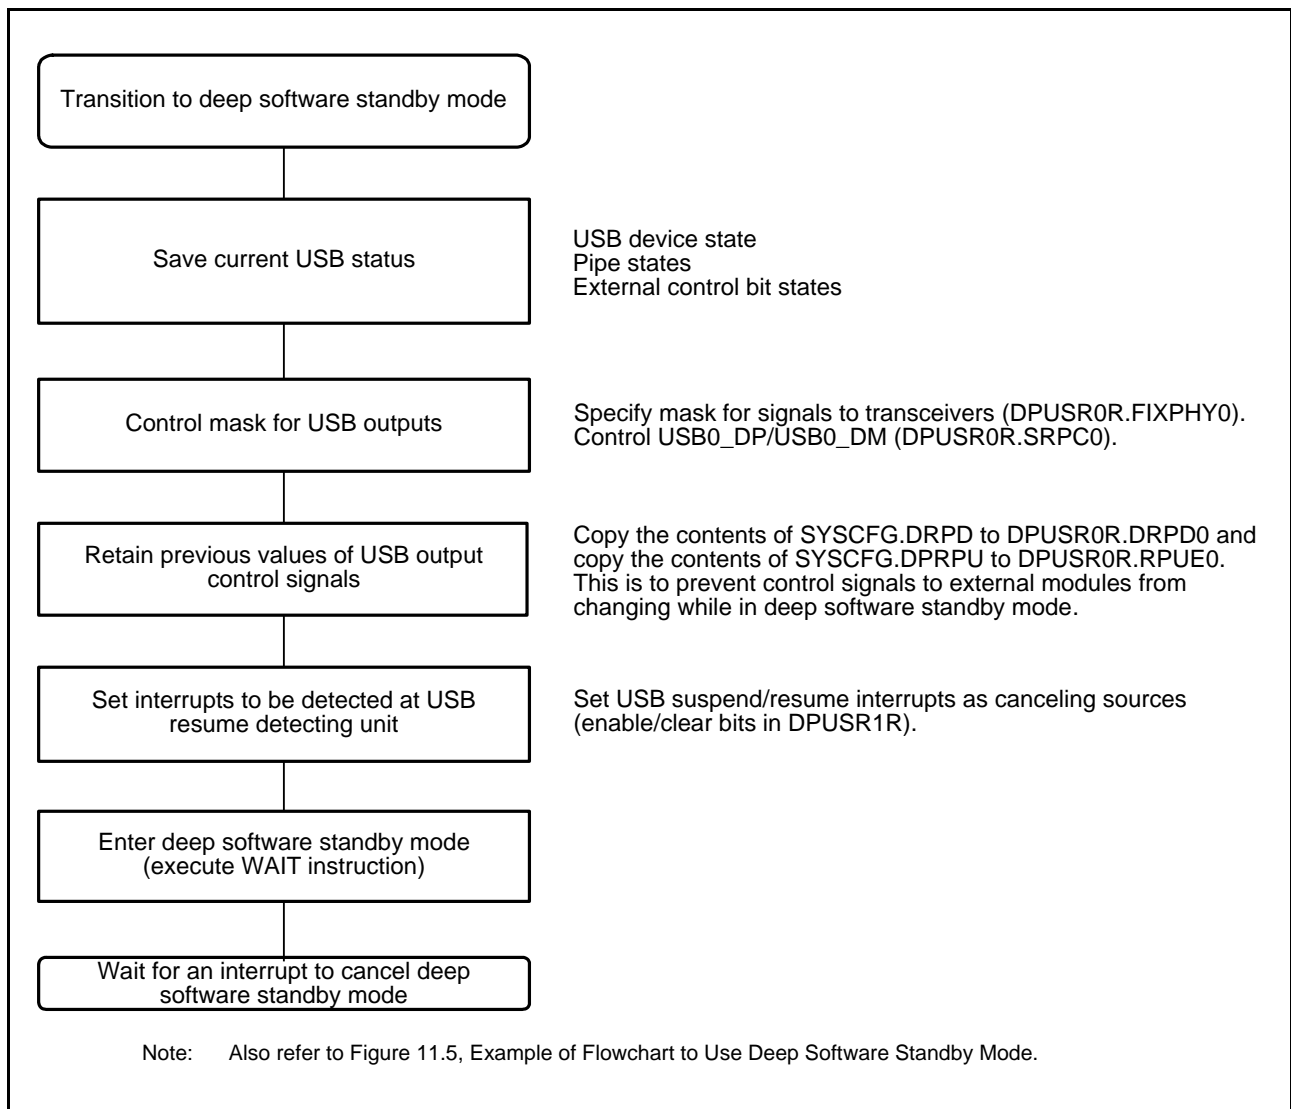 Transition to deep software standby mode
Save current USB status
USB device state
Pipe states
External control bit states
Control mask for USB outputs
Specify mask for signals to transceivers (DPUSR0R.FIXPHY0).
Control USB0_DP/USB0_DM (DPUSR0R.SRPC0).
Retain previous values of USB output
control signals
Copy the contents of SYSCFG.DRPD to DPUSR0R.DRPD0 and
copy the contents of SYSCFG.DPRPU to DPUSR0R.RPUE0.
This is to prevent control signals to external modules from
changing while in deep software standby mode.
Set interrupts to be detected at USB
resume detecting unit
Set USB suspend/resume interrupts as canceling sources
(enable/clear bits in DPUSR1R).
Enter deep software standby mode
(execute WAIT instruction)
Wait for an interrupt to cancel deep
software standby mode
Note: Also refer to Figure 11.5, Example of Flowchart to Use Deep Software Standby Mode.